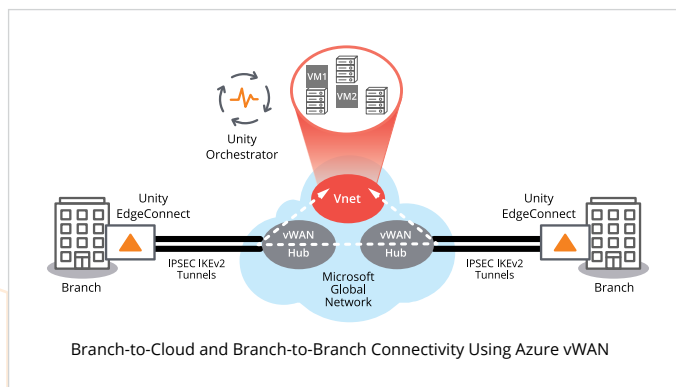 VM1
VM2
Unity
Orchestrator
Vnet
Unity
EdgeConnect
Unity
EdgeConnect
vWAN
Hub
vWAN
Hub
IPSEC IKEv2
Tunnels
IPSEC IKEv2
Tunnels
Microsoft
Global
Network
Branch
Branch
Branch-to-Cloud and Branch-to-Branch Connectivity Using Azure vWAN